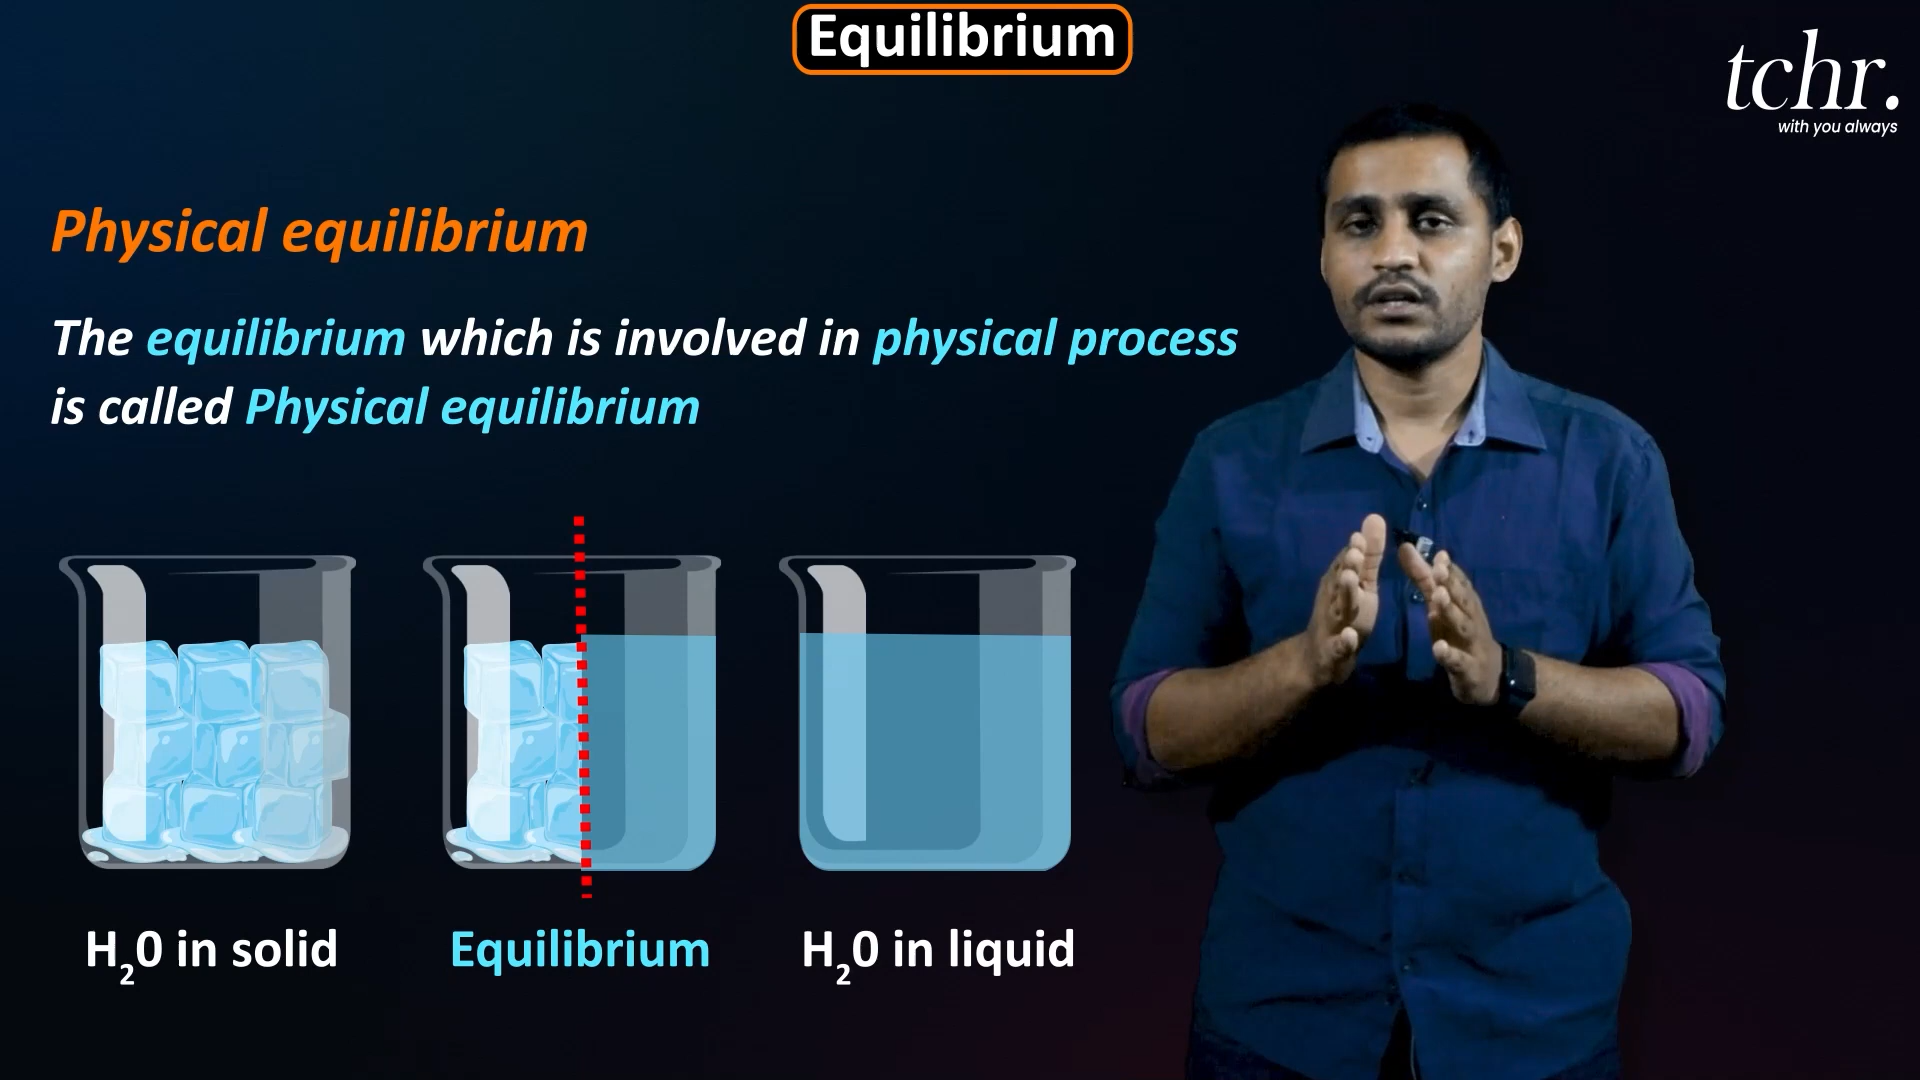 Equilibrium
tchr.
with you always
Physical equilibrium
The equilibrium which is involved in physical process
is called Physical equilibrium
H₂0 in solid
Equilibrium
H₂0 in liquid